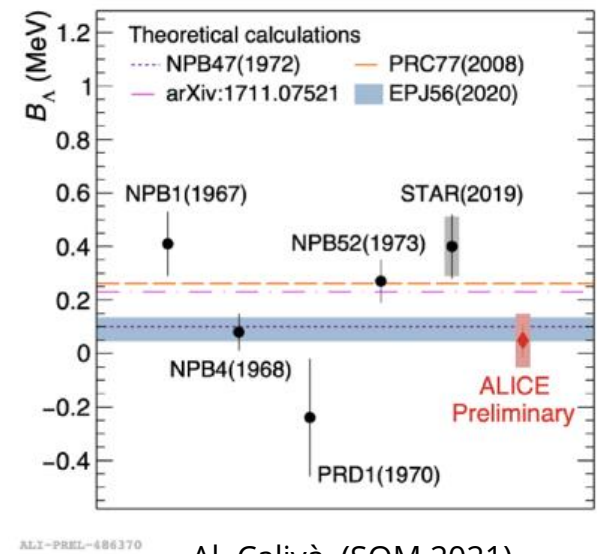 B_Λ (MeV)
1.2
1
0.8
0.6
0.4
0.2
0
−0.2
−0.4
Theoretical calculations
NPB47(1972)
PRC77(2008)
arXiv:1711.07521
EPJ56(2020)
NPB1(1967)
STAR(2019)
NPB52(1973)
NPB4(1968)
ALICE
Preliminary
PRD1(1970)
ALI-PREL-486370